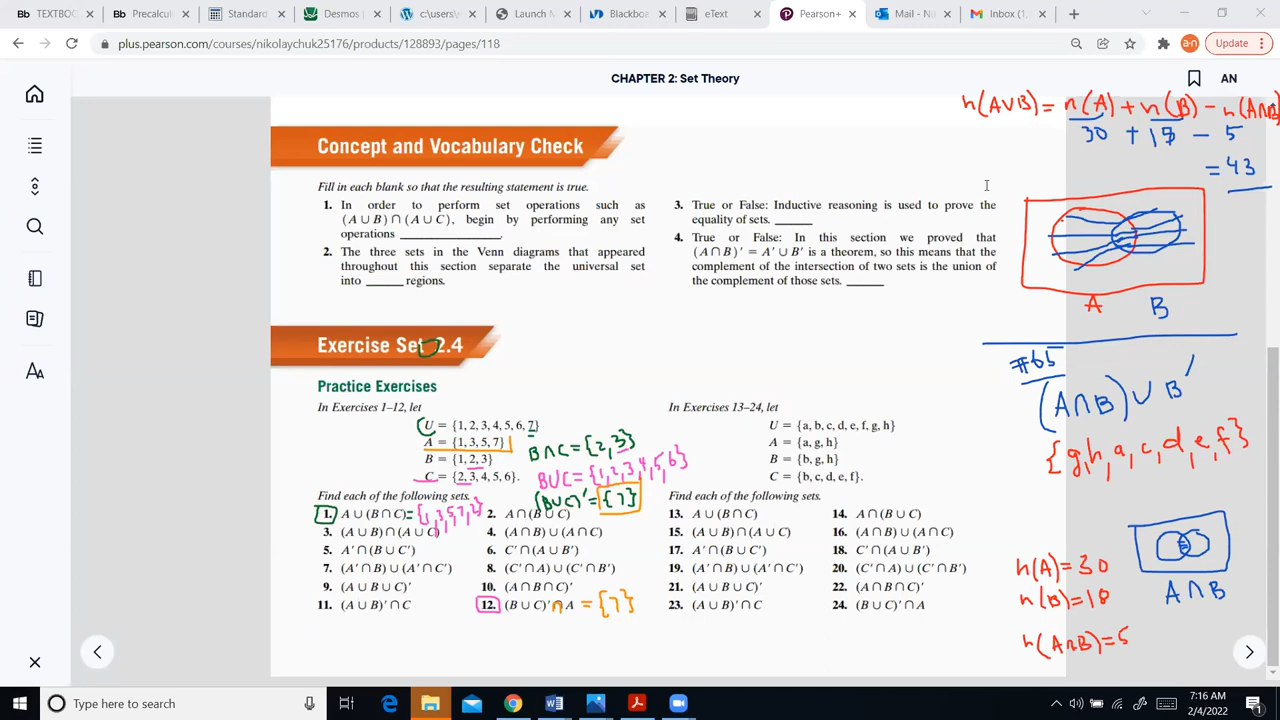 TEXTBOO
Precalcu
Standard
Desmos
c:\users\
Launch M
Blackboa
eText
Pearson+
Mail - Ni
Inbox (1,
plus.pearson.com/courses/nikolaychuk25176/products/128893/pages/118
Update
CHAPTER 2: Set Theory
AN
n(A∪B) = n(A) + n(B) - n(A∩B)
30 + 15 - 5
= 43
Concept and Vocabulary Check
Fill in each blank so that the resulting statement is true.
1. In order to perform set operations such as
(A ∪ B) ∩ (A ∪ C), begin by performing any set
operations ________________.
2. The three sets in the Venn diagrams that appeared
throughout this section separate the universal set
into ______ regions.
3. True or False: Inductive reasoning is used to prove the
equality of sets. ______
4. True or False: In this section we proved that
(A ∩ B)′ = A′ ∪ B′ is a theorem, so this means that the
complement of the intersection of two sets is the union of
the complement of those sets. ______
A
B
#65
(A∩B) ∪ B′
{g,h,a,c,d,e,f}
A∩B
n(A)=30
n(B)=18
n(A∩B)=5
Exercise Set 2.4
Practice Exercises
In Exercises 1–12, let
U = {1, 2, 3, 4, 5, 6, 7}
A = {1, 3, 5, 7}
B = {1, 2, 3}
C = {2, 3, 4, 5, 6}.
B∩C = {2,3}
B∪C = {1,2,3,4,5,6}
(B∪C)′ = {7}
Find each of the following sets.
1. A ∪ (B ∩ C) = {1,3,5,7,2}
2. A ∩ (B ∪ C)
3. (A ∪ B) ∩ (A ∪ C)
4. (A ∩ B) ∪ (A ∩ C)
5. A′ ∩ (B ∪ C′)
6. C′ ∩ (A ∪ B′)
7. (A′ ∩ B) ∪ (A′ ∩ C′)
8. (C′ ∩ A) ∪ (C′ ∩ B′)
9. (A ∪ B ∪ C)′
10. (A ∩ B ∩ C)′
11. (A ∪ B)′ ∩ C
12. (B ∪ C)′ ∩ A = {7}
In Exercises 13–24, let
U = {a, b, c, d, e, f, g, h}
A = {a, g, h}
B = {b, g, h}
C = {b, c, d, e, f}.
Find each of the following sets.
13. A ∪ (B ∩ C)
14. A ∩ (B ∪ C)
15. (A ∪ B) ∩ (A ∪ C)
16. (A ∩ B) ∪ (A ∩ C)
17. A′ ∩ (B ∪ C′)
18. C′ ∩ (A ∪ B′)
19. (A′ ∩ B) ∪ (A′ ∩ C′)
20. (C′ ∩ A) ∪ (C′ ∩ B′)
21. (A ∪ B ∪ C)′
22. (A ∩ B ∩ C)′
23. (A ∪ B)′ ∩ C
24. (B ∪ C)′ ∩ A
Type here to search
7:16 AM
2/4/2022